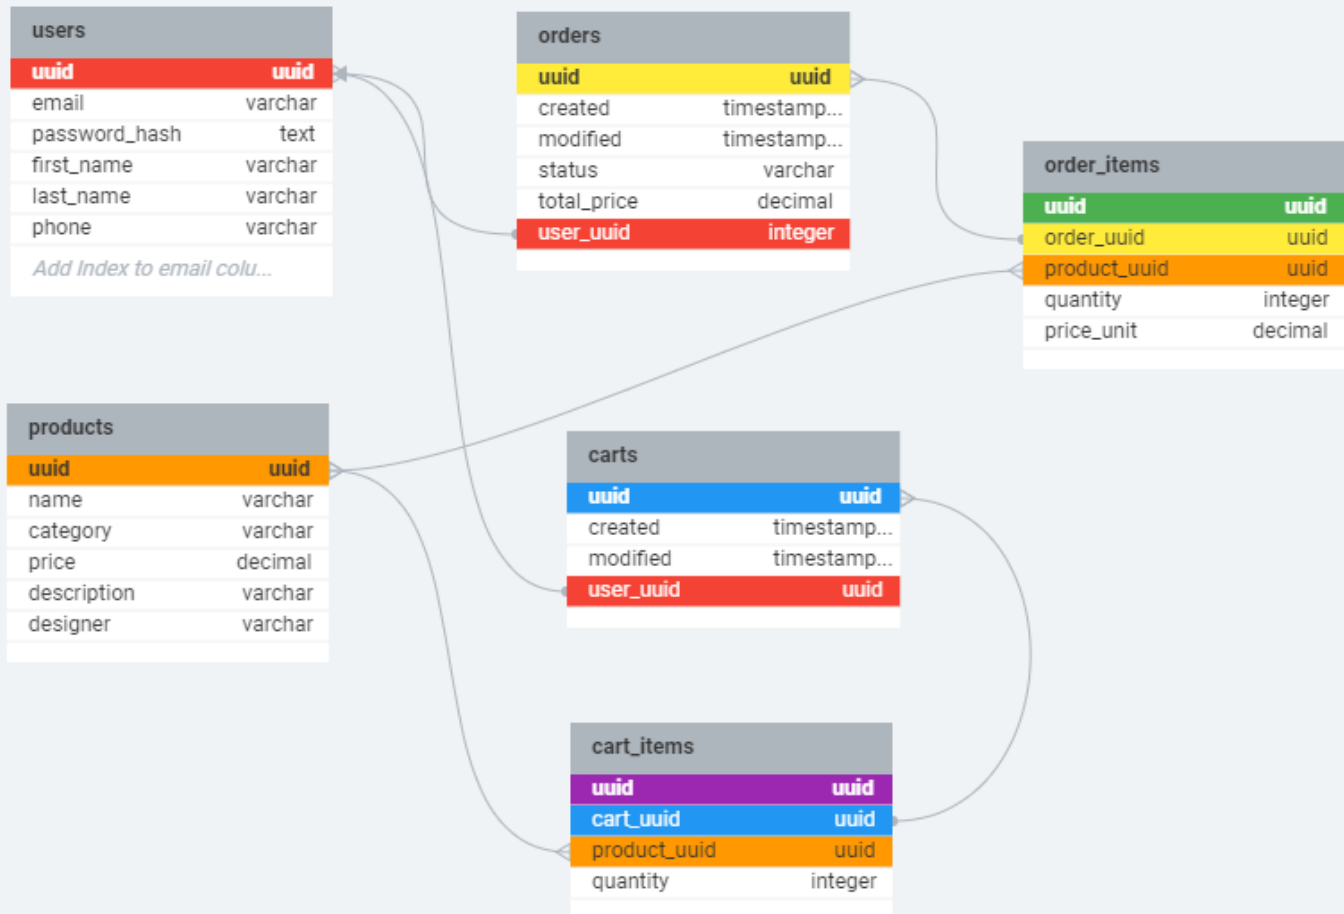 users
uuid uuid
email varchar
password_hash text
first_name varchar
last_name varchar
phone varchar
Add Index to email colu...
orders
uuid uuid
created timestamp...
modified timestamp...
status varchar
total_price decimal
user_uuid integer
order_items
uuid uuid
order_uuid uuid
product_uuid uuid
quantity integer
price_unit decimal
products
uuid uuid
name varchar
category varchar
price decimal
description varchar
designer varchar
carts
uuid uuid
created timestamp...
modified timestamp...
user_uuid uuid
cart_items
uuid uuid
cart_uuid uuid
product_uuid uuid
quantity integer